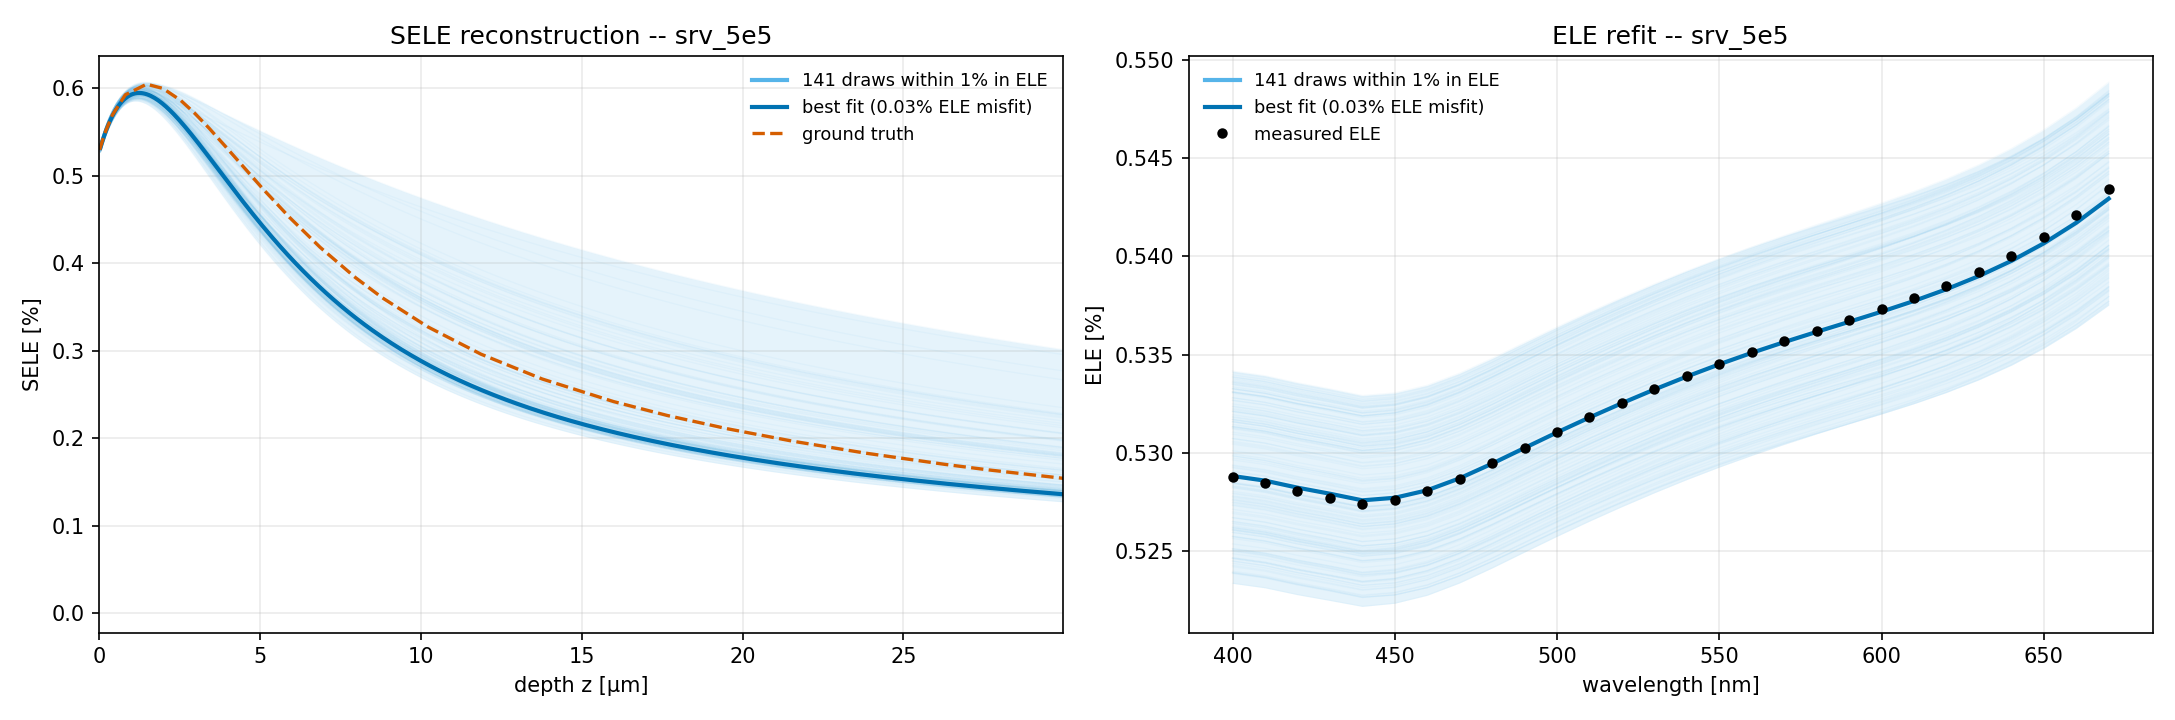 SELE reconstruction -- srv_5e5
141 draws within 1% in ELE
best fit (0.03% ELE misfit)
ground truth
0.6
0.5
0.4
0.3
0.2
0.1
0.0
SELE [%]
0 5 10 15 20 25
depth z [μm]
ELE refit -- srv_5e5
141 draws within 1% in ELE
best fit (0.03% ELE misfit)
measured ELE
0.550
0.545
0.540
0.535
0.530
0.525
ELE [%]
400 450 500 550 600 650
wavelength [nm]